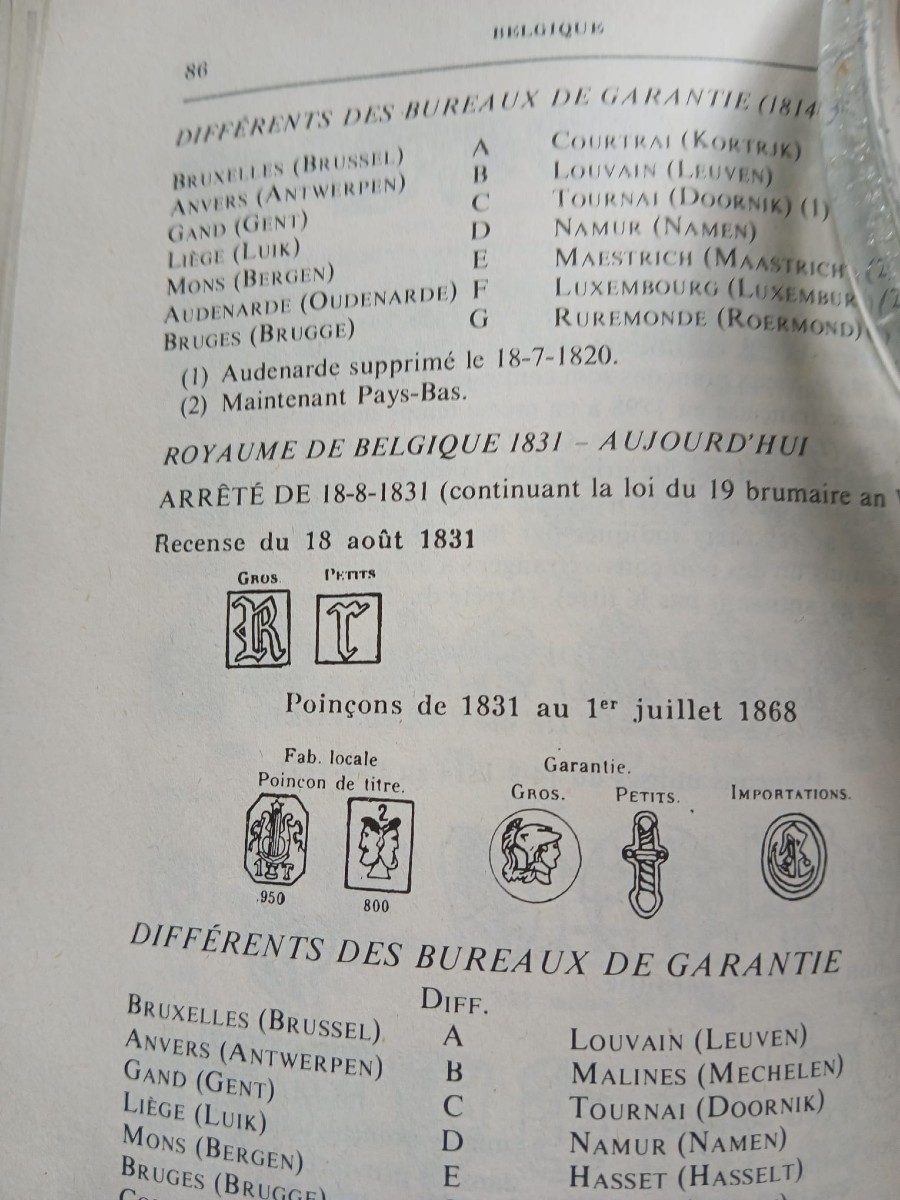 BELGIQUE
86
DIFFÉRENTS DES BUREAUX DE GARANTIE (1814
BRUXELLES (BRUSSEL) A COURTRAI (KORTRJK)
ANVERS (ANTWERPEN) B LOUVAIN (LEUVEN)
GAND (GENT) C TOURNAI (DOORNIK) (1)
LIÈGE (LUIK) D NAMUR (NAMEN)
MONS (BERGEN) E MAESTRICH (MAASTRICH (2
AUDENARDE (OUDENARDE) F LUXEMBOURG (LUXEMBUR (2
BRUGES (BRUGGE) G RUREMONDE (ROERMOND)
(1) Audenarde supprimé le 18-7-1820.
(2) Maintenant Pays-Bas.
ROYAUME DE BELGIQUE 1831 – AUJOURD'HUI
ARRÊTÉ DE 18-8-1831 (continuant la loi du 19 brumaire an
Recense du 18 août 1831
GROS PETITS
R r
Poinçons de 1831 au 1er juillet 1868
Fab. locale
Poincon de titre.
Garantie.
GROS. PETITS. IMPORTATIONS.
2
.950 800
DIFFÉRENTS DES BUREAUX DE GARANTIE
DIFF.
BRUXELLES (BRUSSEL) A LOUVAIN (LEUVEN)
ANVERS (ANTWERPEN) B MALINES (MECHELEN)
GAND (GENT) C TOURNAI (DOORNIK)
LIÈGE (LUIK) D NAMUR (NAMEN)
MONS (BERGEN) E HASSET (HASSELT)
BRUGES (BRUGGE)